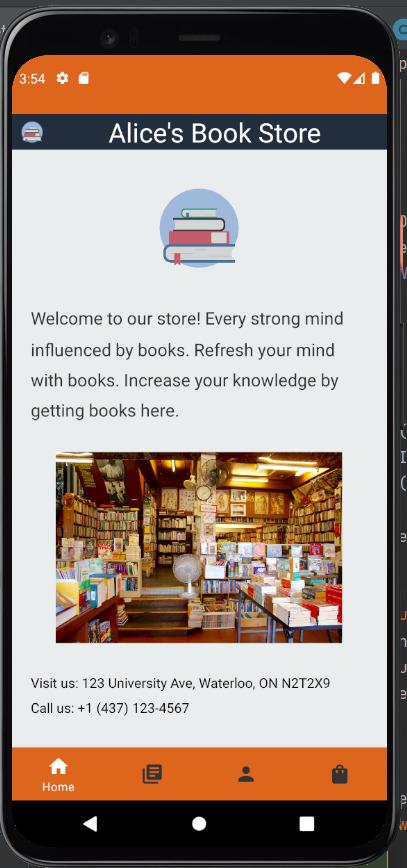 3:54
Alice's Book Store
Welcome to our store! Every strong mind
influenced by books. Refresh your mind
with books. Increase your knowledge by
getting books here.
Visit us: 123 University Ave, Waterloo, ON N2T2X9
Call us: +1 (437) 123-4567
Home